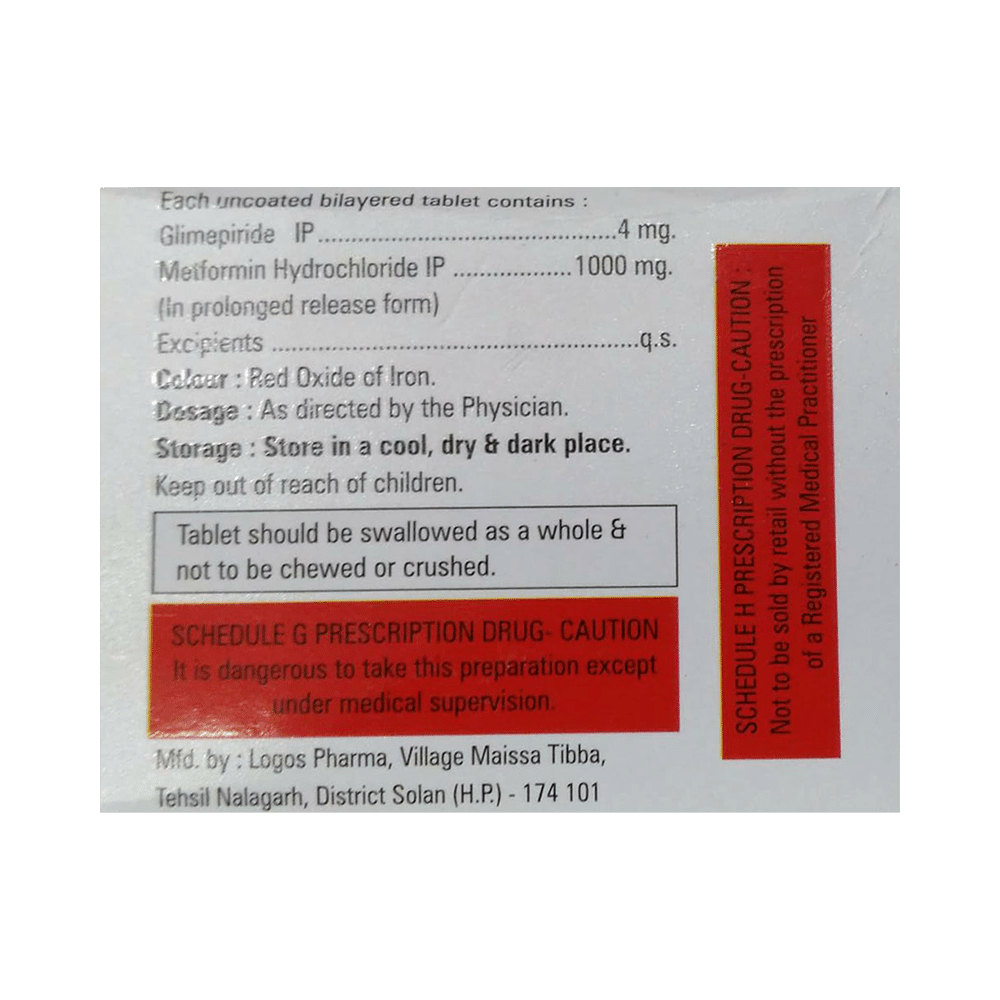 Each uncoated bilayered tablet contains :
Glimepiride IP.............................................4 mg.
Metformin Hydrochloride IP ..................1000 mg.
(In prolonged release form)
Excipients .......................................................q.s.
Colour : Red Oxide of Iron.
Dosage : As directed by the Physician.
Storage : Store in a cool, dry & dark place.
Keep out of reach of children.
Tablet should be swallowed as a whole &
not to be chewed or crushed.
SCHEDULE G PRESCRIPTION DRUG- CAUTION
It is dangerous to take this preparation except
under medical supervision.
Mfd. by : Logos Pharma, Village Maissa Tibba,
Tehsil Nalagarh, District Solan (H.P.) - 174 101
SCHEDULE H PRESCRIPTION DRUG-CAUTION :
Not to be sold by retail without the prescription
of a Registered Medical Practitioner